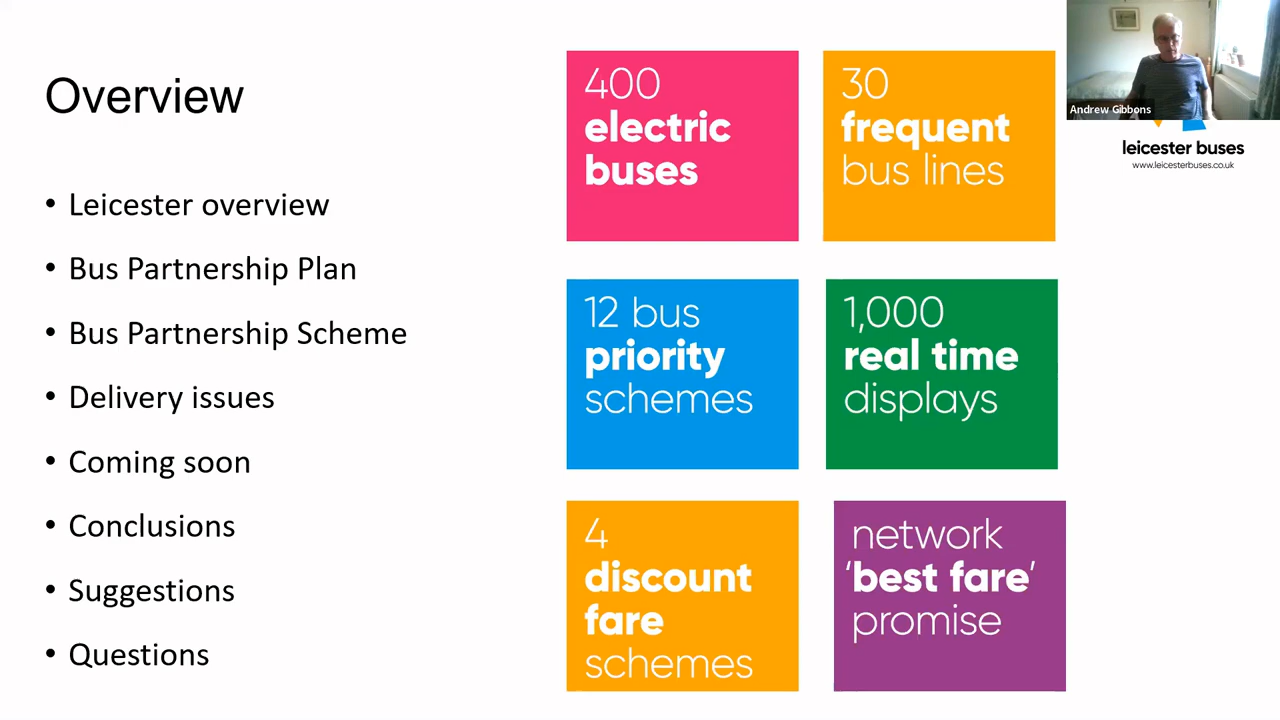 Overview
• Leicester overview
• Bus Partnership Plan
• Bus Partnership Scheme
• Delivery issues
• Coming soon
• Conclusions
• Suggestions
• Questions
400
electric
buses
30
frequent
bus lines
12 bus
priority
schemes
1,000
real time
displays
4
discount
fare
schemes
network
‘best fare’
promise
Andrew Gibbons
leicester buses
www.leicesterbuses.co.uk